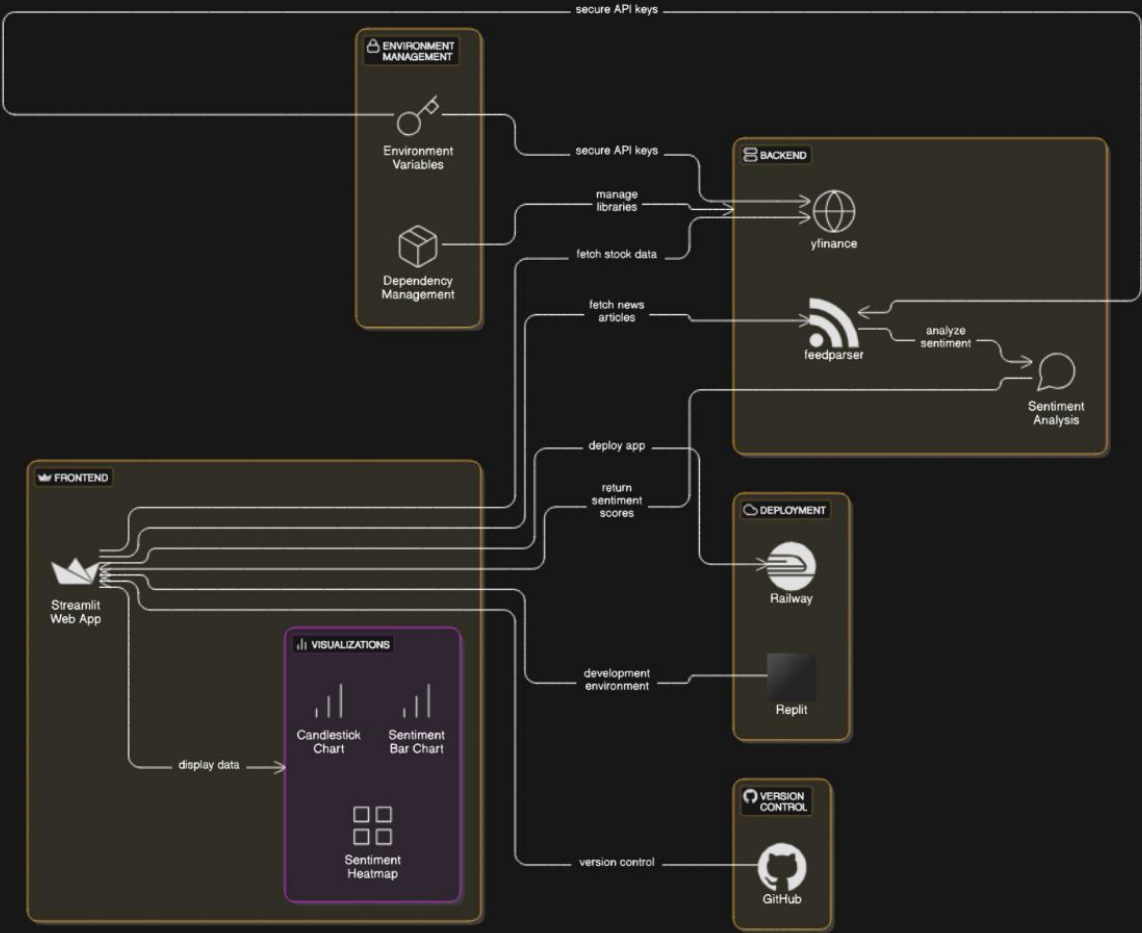 secure API keys
ENVIRONMENT
MANAGEMENT
Environment
Variables
Dependency
Management
secure API keys
manage
libraries
fetch stock data
fetch news
articles
BACKEND
yfinance
feedparser
analyze
sentiment
Sentiment
Analysis
deploy app
return
sentiment
scores
FRONTEND
Streamlit
Web App
VISUALIZATIONS
Candlestick
Chart
Sentiment
Bar Chart
Sentiment
Heatmap
display data
DEPLOYMENT
Railway
development
environment
Replit
VERSION
CONTROL
version control
GitHub